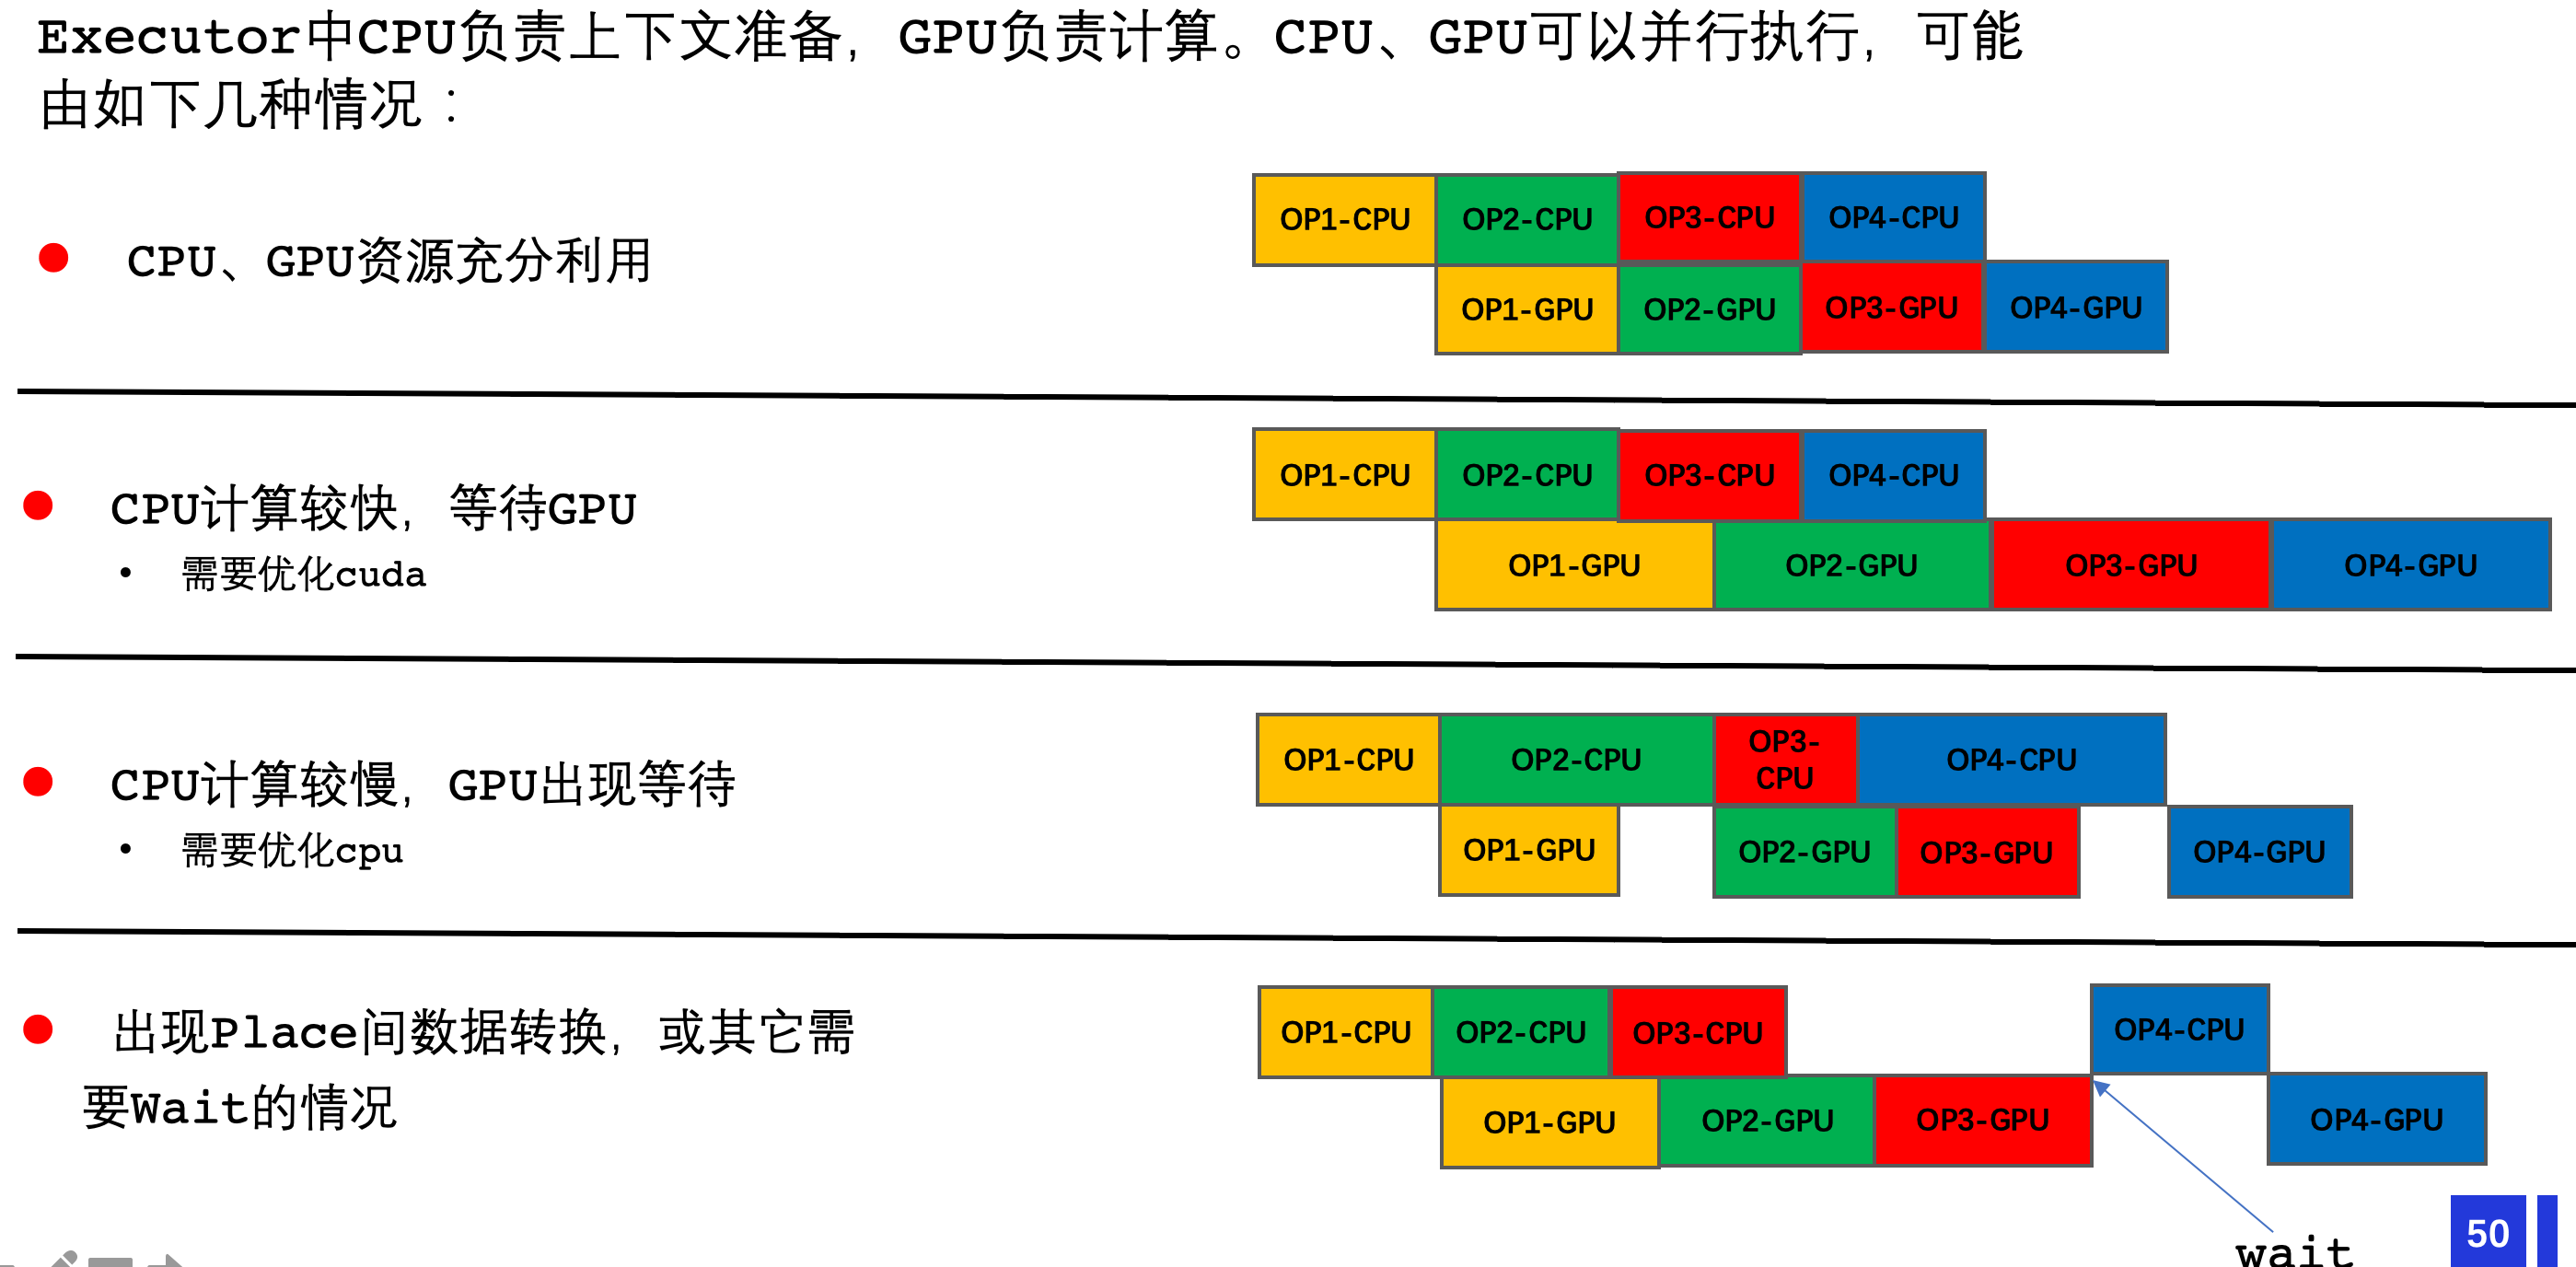 Executor中CPU负责上下文准备，GPU负责计算。CPU、GPU可以并行执行，可能
由如下几种情况：
CPU、GPU资源充分利用
OP1-CPU OP2-CPU OP3-CPU OP4-CPU
OP1-GPU OP2-GPU OP3-GPU OP4-GPU
CPU计算较快，等待GPU
• 需要优化cuda
OP1-CPU OP2-CPU OP3-CPU OP4-CPU
OP1-GPU OP2-GPU OP3-GPU OP4-GPU
CPU计算较慢，GPU出现等待
• 需要优化cpu
OP1-CPU OP2-CPU OP3-
CPU OP4-CPU
OP1-GPU OP2-GPU OP3-GPU OP4-GPU
出现Place间数据转换，或其它需
要Wait的情况
OP1-CPU OP2-CPU OP3-CPU OP4-CPU
OP1-GPU OP2-GPU OP3-GPU OP4-GPU
wait
50